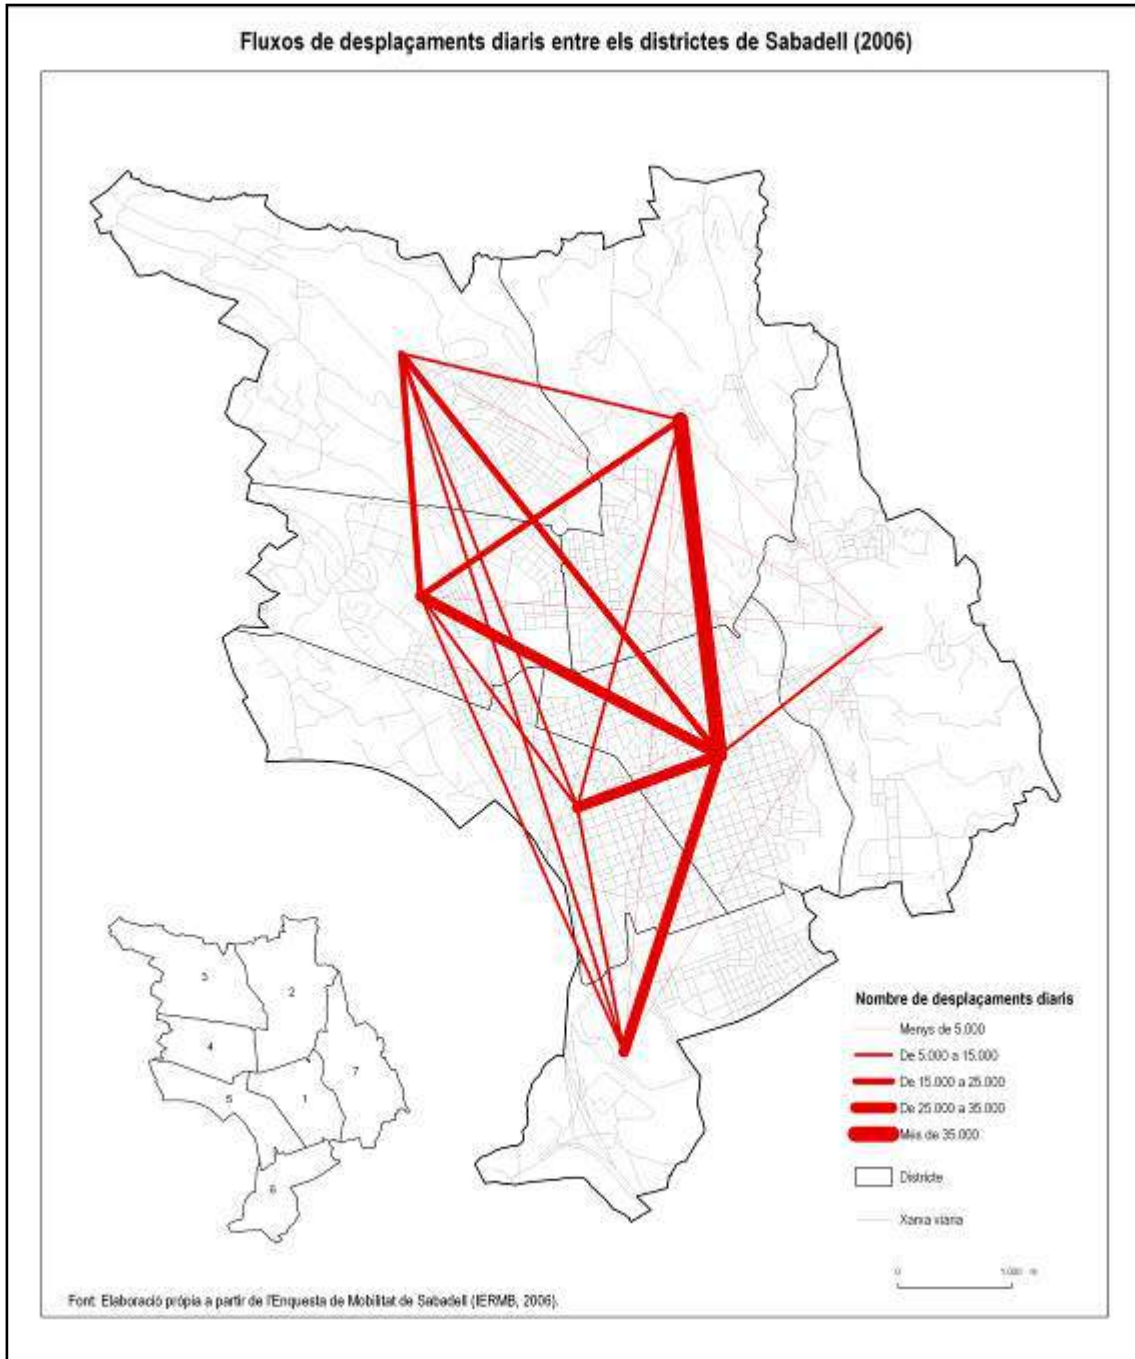 Fluxos de desplaçaments diaris entre els districtes de Sabadell (2006)
3
2
4
7
5
1
6
Nombre de desplaçaments diaris
Menys de 5.000
De 5.000 a 15.000
De 15.000 a 25.000
De 25.000 a 35.000
Més de 35.000
Districte
Xarxa viària
0 1.000 m
Font: Elaboració pròpia a partir de l'Enquesta de Mobilitat de Sabadell (IERMB, 2006).